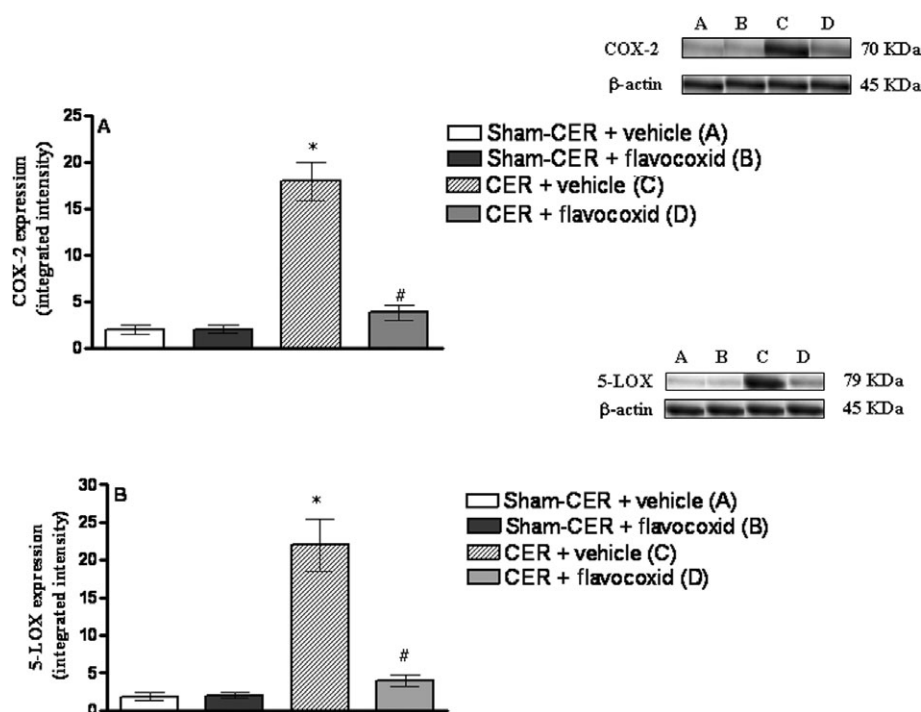 A B C D
COX-2
70 KDa
β-actin
45 KDa
A
25
20
15
10
5
0
COX-2 expression
(integrated intensity)
*
#
Sham-CER + vehicle (A)
Sham-CER + flavocoxid (B)
CER + vehicle (C)
CER + flavocoxid (D)
A B C D
5-LOX
79 KDa
β-actin
45 KDa
B
30
25
20
15
10
5
0
5-LOX expression
(integrated intensity)
*
#
Sham-CER + vehicle (A)
Sham-CER + flavocoxid (B)
CER + vehicle (C)
CER + flavocoxid (D)